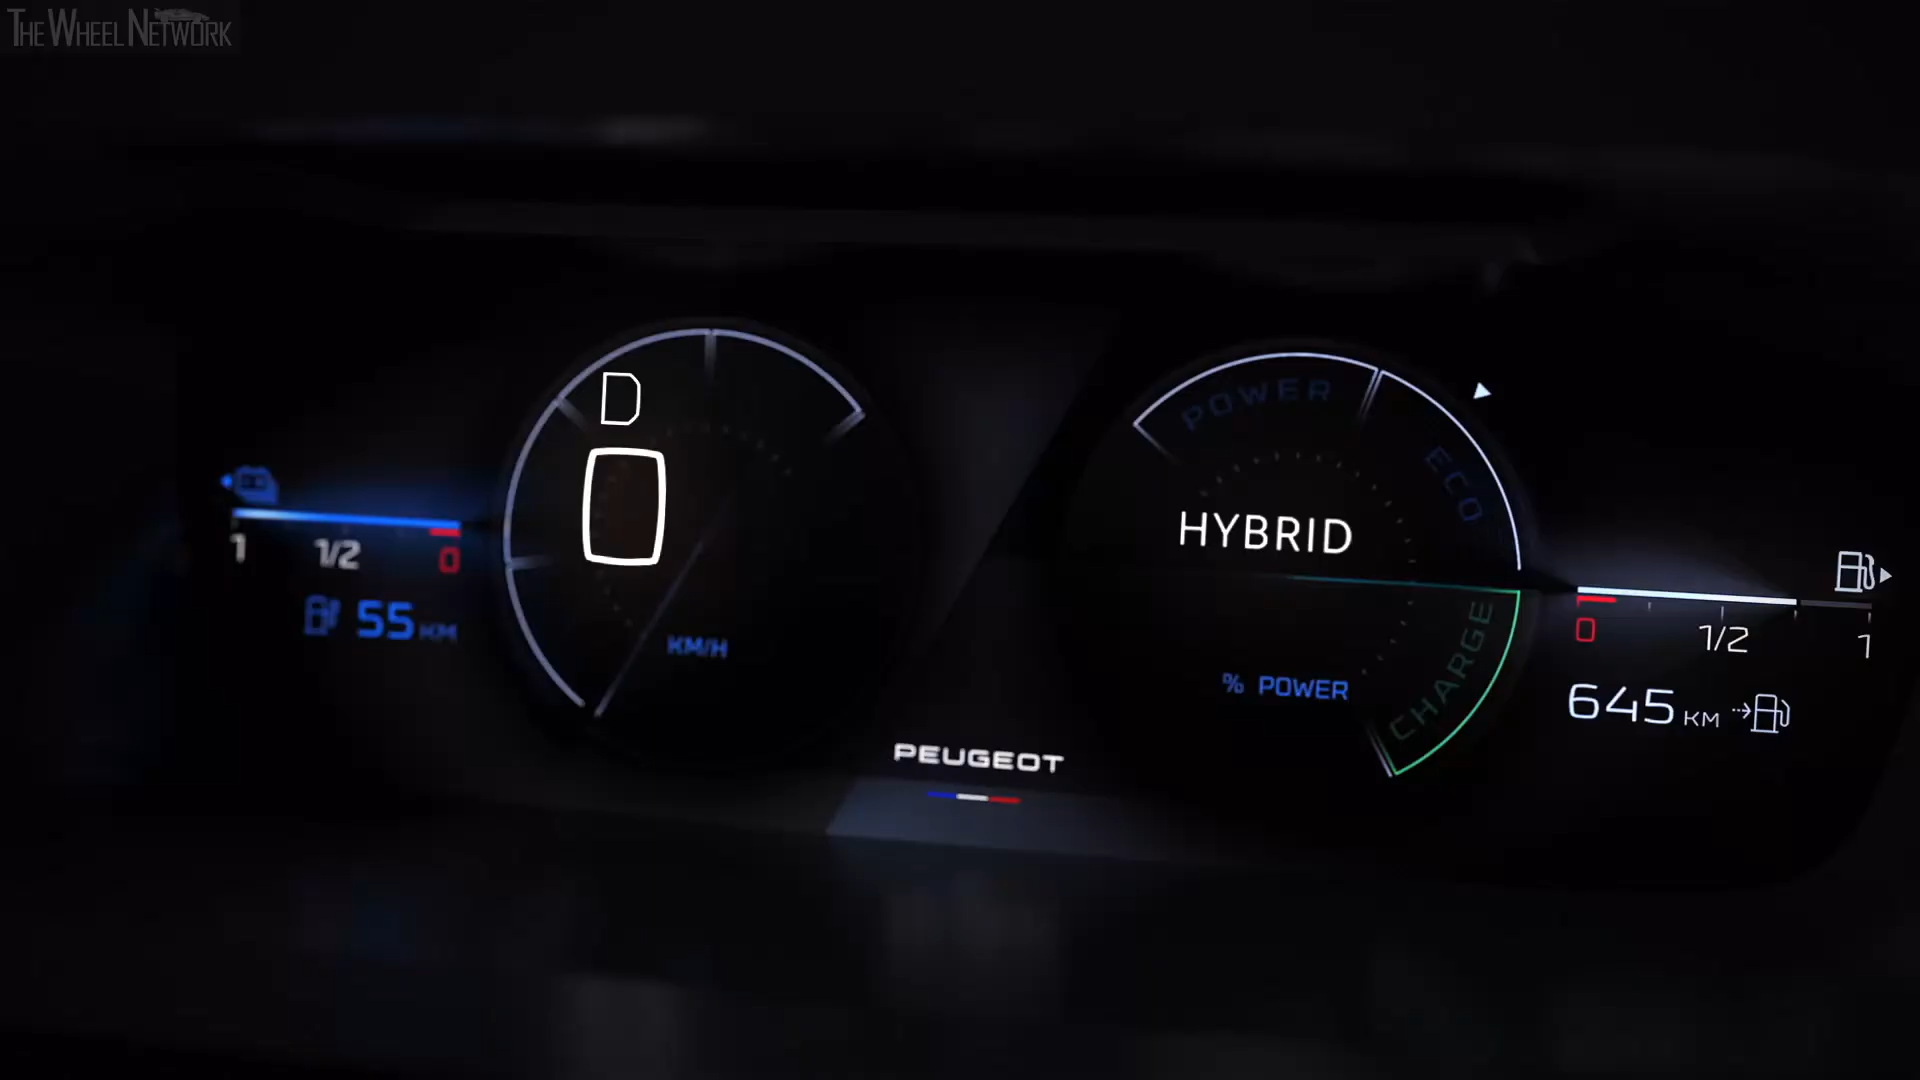 THE WHEEL NETWORK
D
0
1 1/2 0
55 KM
KM/H
POWER
ECO
HYBRID
CHARGE
% POWER
PEUGEOT
0 1/2 1
645 KM